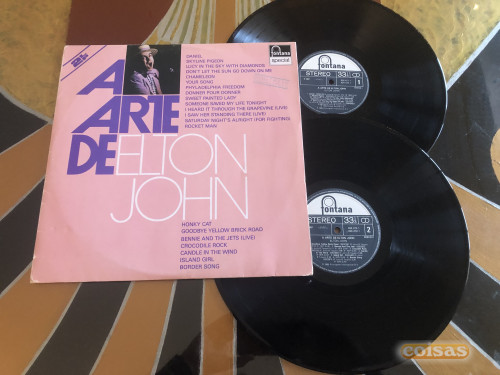 fontana
special
DANIEL
SKYLINE PIGEON
LUCY IN THE SKY WITH DIAMONDS
DON'T LET THE SUN GO DOWN ON ME
CHAMELEON
YOUR SONG
PHILADELPHIA FREEDOM
DONNER POUR DONNER
SWEET PAINTED LADY
SOMEONE SAVED MY LIFE TONIGHT
I HEARD IT THROUGH THE GRAPEVINE (LIVE)
I SAW HER STANDING THERE (LIVE)
SATURDAY NIGHT'S ALRIGHT (FOR FIGHTING)
ROCKET MAN
A
ARTE
DE ELTON
JOHN
HONKY CAT
GOODBYE YELLOW BRICK ROAD
BENNIE AND THE JETS (LIVE)
CROCODILE ROCK
CANDLE IN THE WIND
ISLAND GIRL
BORDER SONG
fontana
STEREO 33⅓ CD
1
fontana
STEREO 33⅓ CD
2
coisas